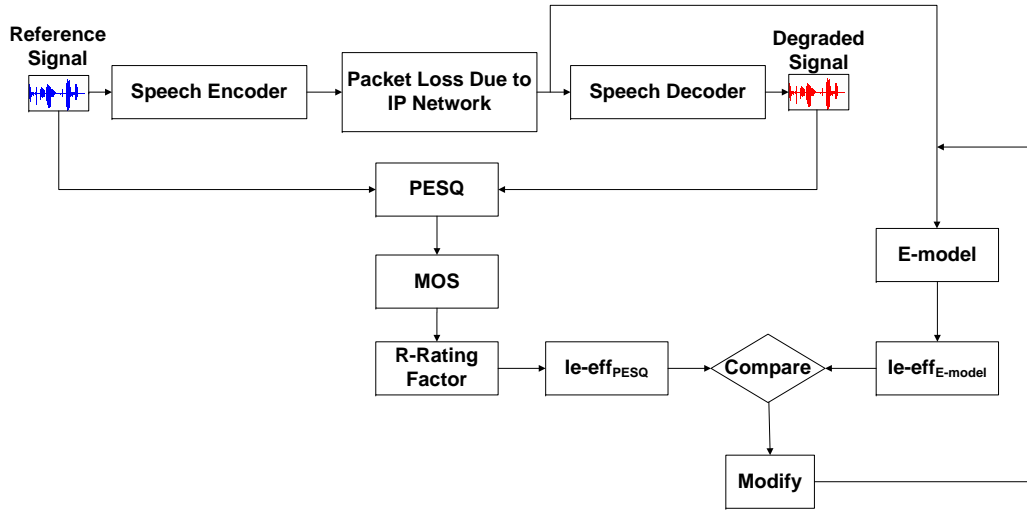 Reference
Signal
Speech Encoder
Packet Loss Due to
IP Network
Speech Decoder
Degraded
Signal
PESQ
MOS
E-model
R-Rating
Factor
Ie-effPESQ
Compare
Ie-effE-model
Modify